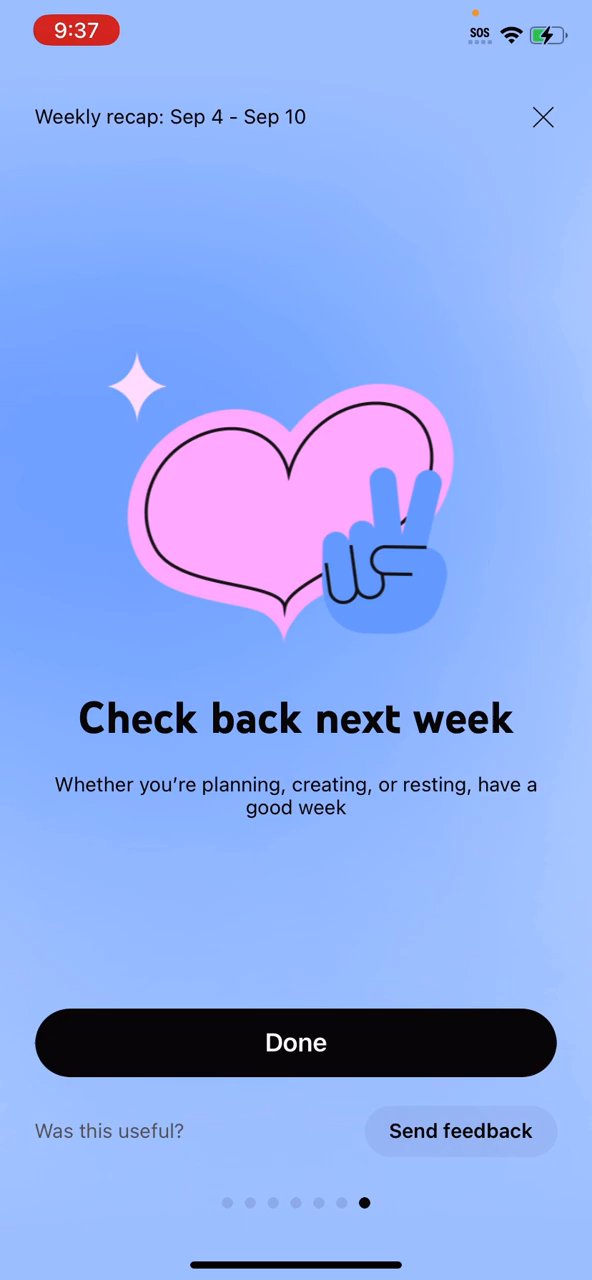 9:37
SOS
Weekly recap: Sep 4 - Sep 10
Check back next week
Whether you’re planning, creating, or resting, have a
good week
Done
Was this useful?
Send feedback